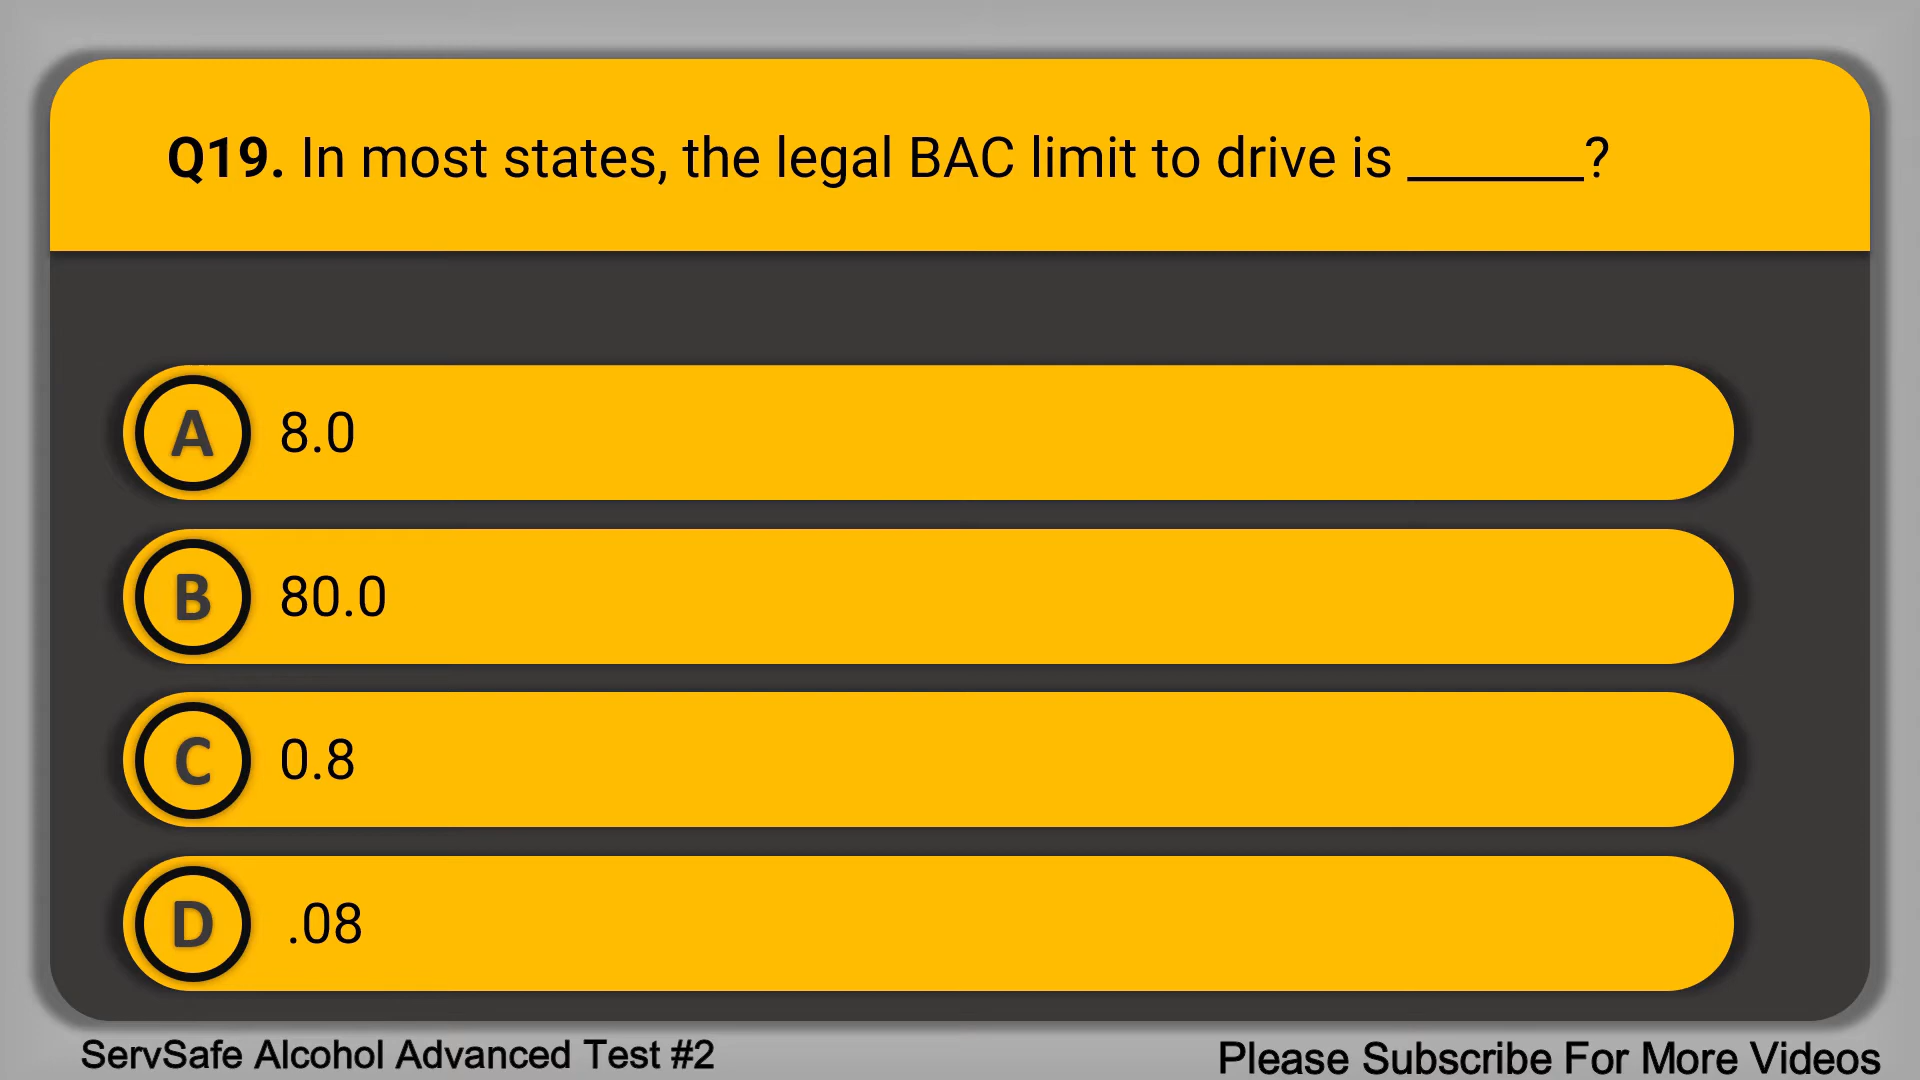 Q19. In most states, the legal BAC limit to drive is ______?
A 8.0
B 80.0
C 0.8
D .08
ServSafe Alcohol Advanced Test #2
Please Subscribe For More Videos